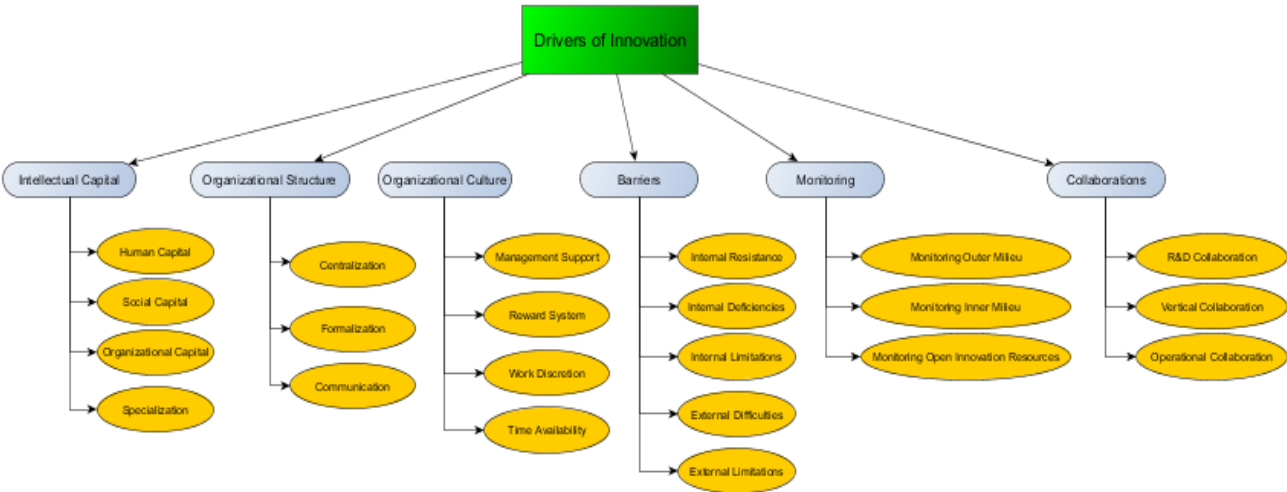 Drivers of Innovation
Intellectual Capital
Organizational Structure
Organizational Culture
Barriers
Monitoring
Collaborations
Human Capital
Social Capital
Organizational Capital
Specialization
Centralization
Formalization
Communication
Management Support
Reward System
Work Discretion
Time Availability
Internal Resistance
Internal Deficiencies
Internal Limitations
External Difficulties
External Limitations
Monitoring Outer Milieu
Monitoring Inner Milieu
Monitoring Open Innovation Resources
R&D Collaboration
Vertical Collaboration
Operational Collaboration